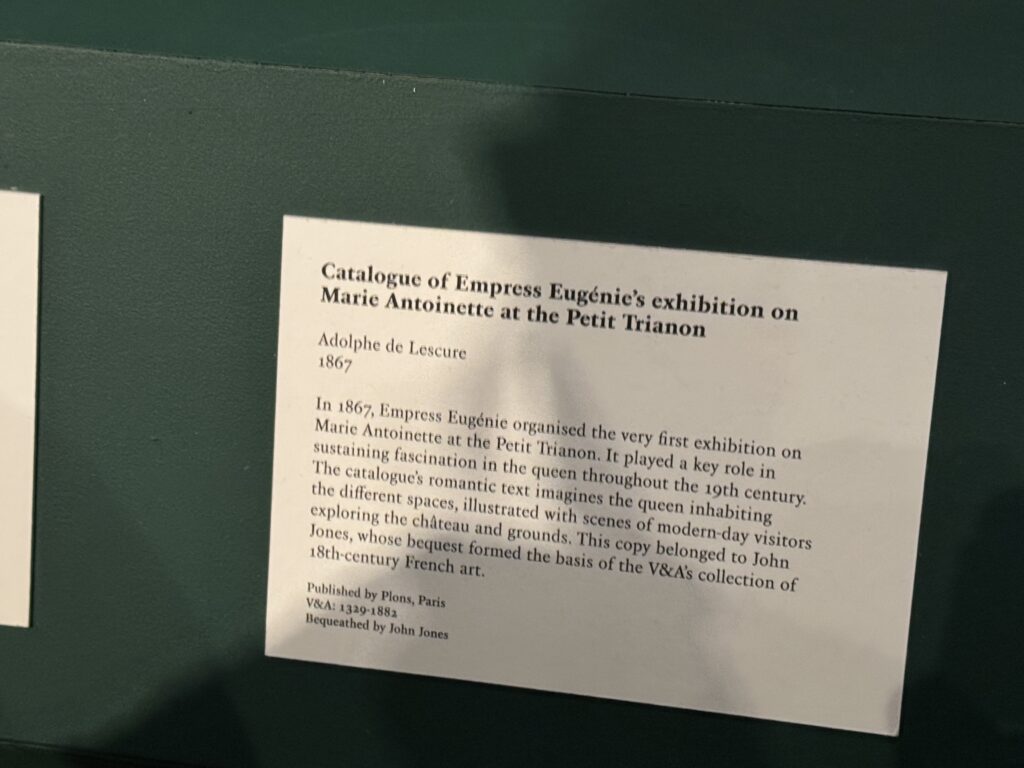 Catalogue of Empress Eugénie's exhibition on
Marie Antoinette at the Petit Trianon
Adolphe de Lescure
1867
In 1867, Empress Eugénie organised the very first exhibition on
Marie Antoinette at the Petit Trianon. It played a key role in
sustaining fascination in the queen throughout the 19th century.
The catalogue's romantic text imagines the queen inhabiting
the different spaces, illustrated with scenes of modern-day visitors
exploring the château and grounds. This copy belonged to John
Jones, whose bequest formed the basis of the V&A's collection of
18th-century French art.
Published by Plons, Paris
V&A: 1329-1882
Bequeathed by John Jones